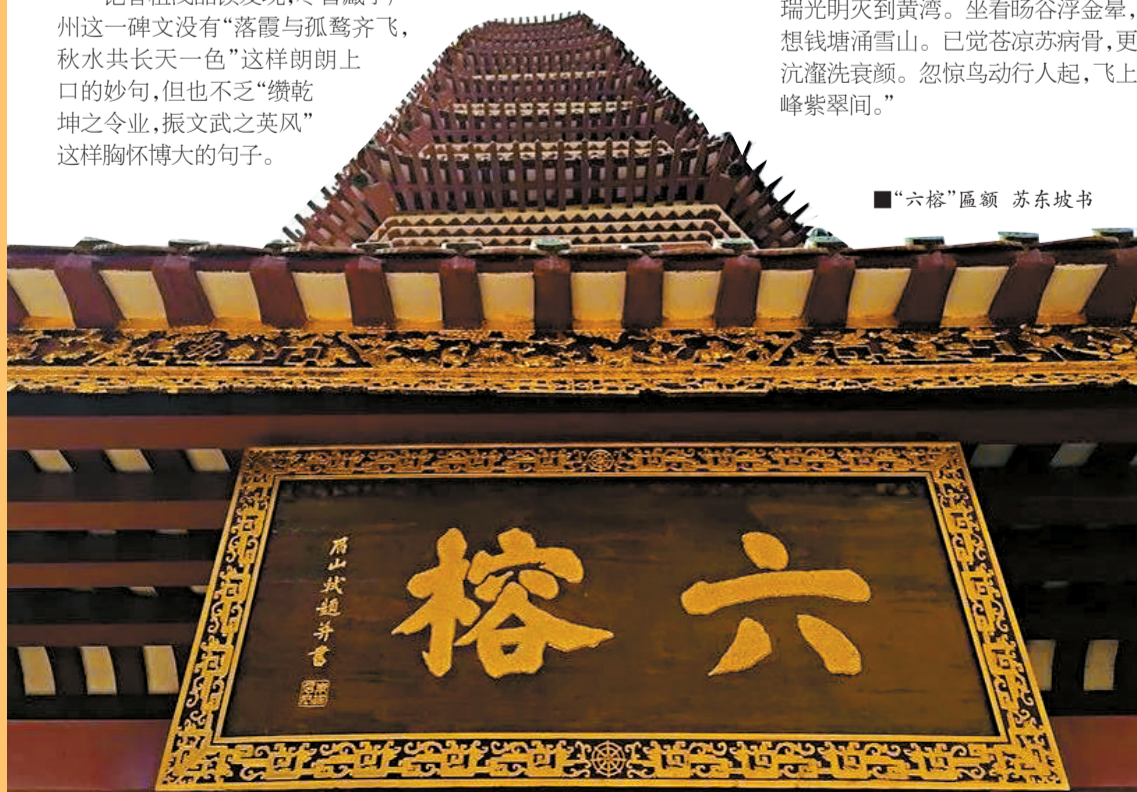 州这一碑文没有“落霞与孤鹜齐飞,
秋水共长天一色”这样朗朗上
口的妙句,但也不乏“缵乾
坤之令业,振文武之英风”
这样胸怀博大的句子。
瑞光明灭到黄湾。坐看旸谷浮金晕,
想钱塘涌雪山。已觉苍凉苏病骨,更
沆瀣洗衰颜。忽惊鸟动行人起,飞上
峰紫翠间。”
■“六榕”匾额 苏东坡书
六榕
眉山轼题并书